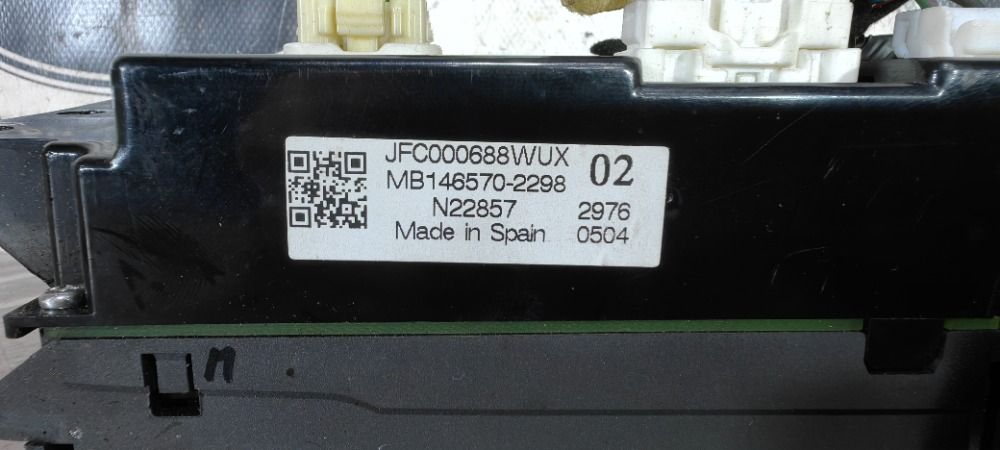 JFC000688WUX
MB146570-2298 02
N22857 2976
Made in Spain 0504
n